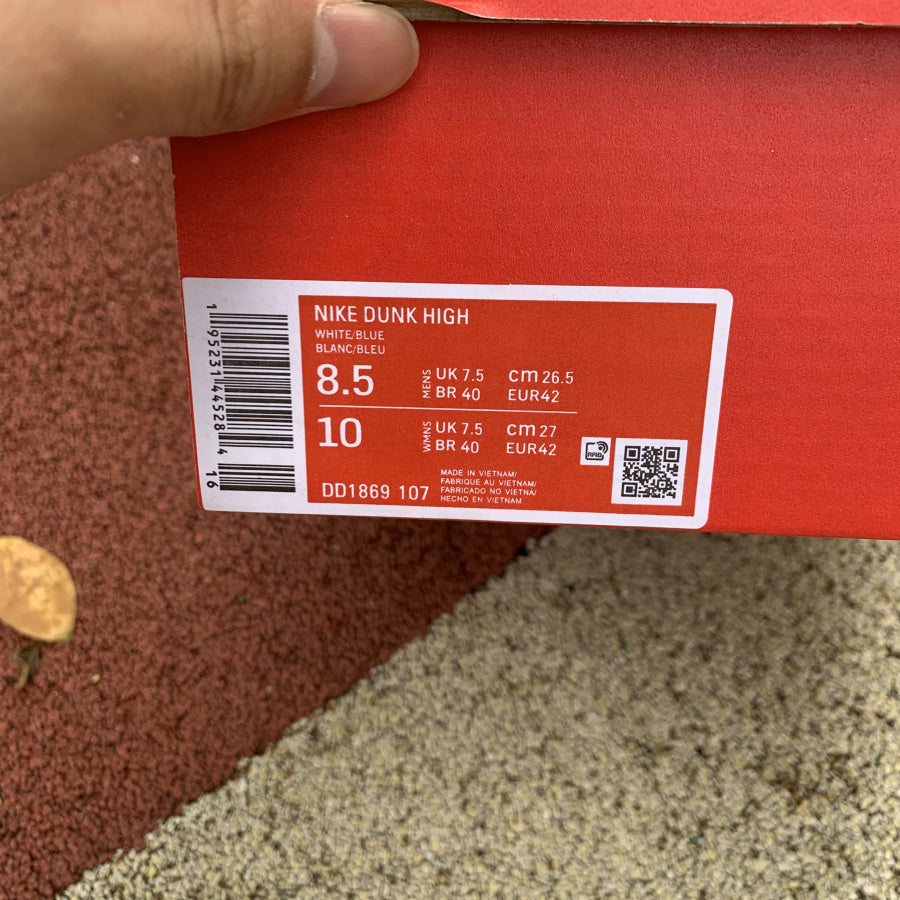 NIKE DUNK HIGH
WHITE/BLUE
BLANC/BLEU
8.5 MENS UK 7.5 cm 26.5
BR 40 EUR42
10 WMNS UK 7.5 cm 27
BR 40 EUR42
RFID
MADE IN VIETNAM/
FABRIQUE AU VIETNAM/
FABRICADO NO VIETNA/
HECHO EN VIETNAM
DD1869 107
1 95231 44528 4 16